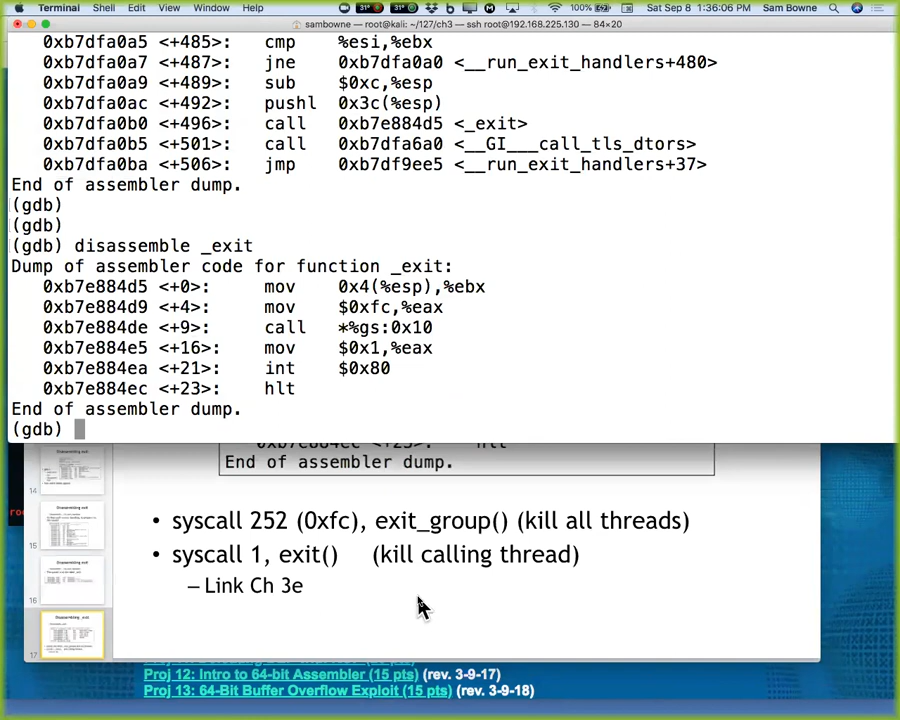 Terminal Shell Edit View Window Help 31° 31° 100% Sat Sep 8 1:36:06 PM Sam Bowne
sambowne — root@kali: ~/127/ch3 — ssh root@192.168.225.130 — 84×20
0xb7dfa0a5 <+485>: cmp %esi,%ebx
0xb7dfa0a7 <+487>: jne 0xb7dfa0a0 <__run_exit_handlers+480>
0xb7dfa0a9 <+489>: sub $0xc,%esp
0xb7dfa0ac <+492>: pushl 0x3c(%esp)
0xb7dfa0b0 <+496>: call 0xb7e884d5 <_exit>
0xb7dfa0b5 <+501>: call 0xb7dfa6a0 <__GI___call_tls_dtors>
0xb7dfa0ba <+506>: jmp 0xb7df9ee5 <__run_exit_handlers+37>
End of assembler dump.
(gdb)
(gdb)
(gdb) disassemble _exit
Dump of assembler code for function _exit:
0xb7e884d5 <+0>: mov 0x4(%esp),%ebx
0xb7e884d9 <+4>: mov $0xfc,%eax
0xb7e884de <+9>: call *%gs:0x10
0xb7e884e5 <+16>: mov $0x1,%eax
0xb7e884ea <+21>: int $0x80
0xb7e884ec <+23>: hlt
End of assembler dump.
(gdb)
End of assembler dump.
14
15
16
17
• syscall 252 (0xfc), exit_group() (kill all threads)
• syscall 1, exit() (kill calling thread)
– Link Ch 3e
Proj 12: Intro to 64-bit Assembler (15 pts) (rev. 3-9-17)
Proj 13: 64-Bit Buffer Overflow Exploit (15 pts) (rev. 3-9-18)